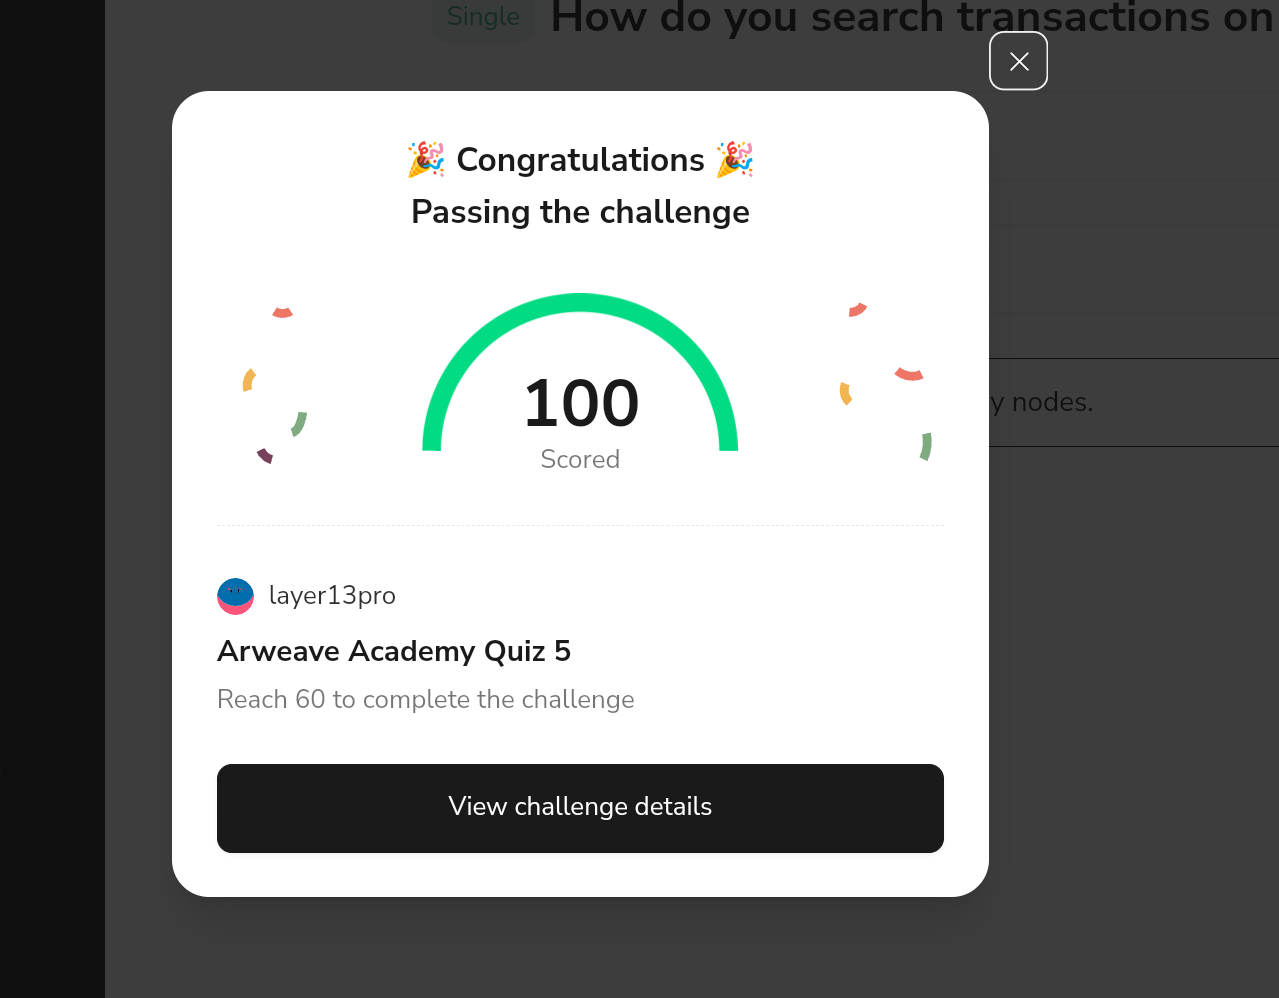 Single How do you search transactions on
🎉 Congratulations 🎉
Passing the challenge
100
Scored
y nodes.
layer13pro
Arweave Academy Quiz 5
Reach 60 to complete the challenge
View challenge details